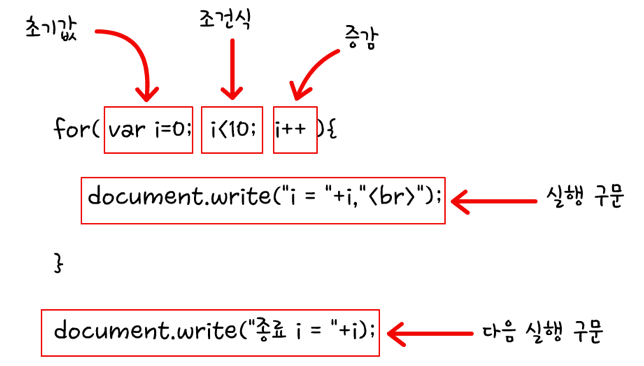 초기값 조건식 증감
for( var i=0; i<10; i++ ){
document.write("i = "+i,"<br>"); 실행 구문
}
document.write("종료 i = "+i); 다음 실행 구문